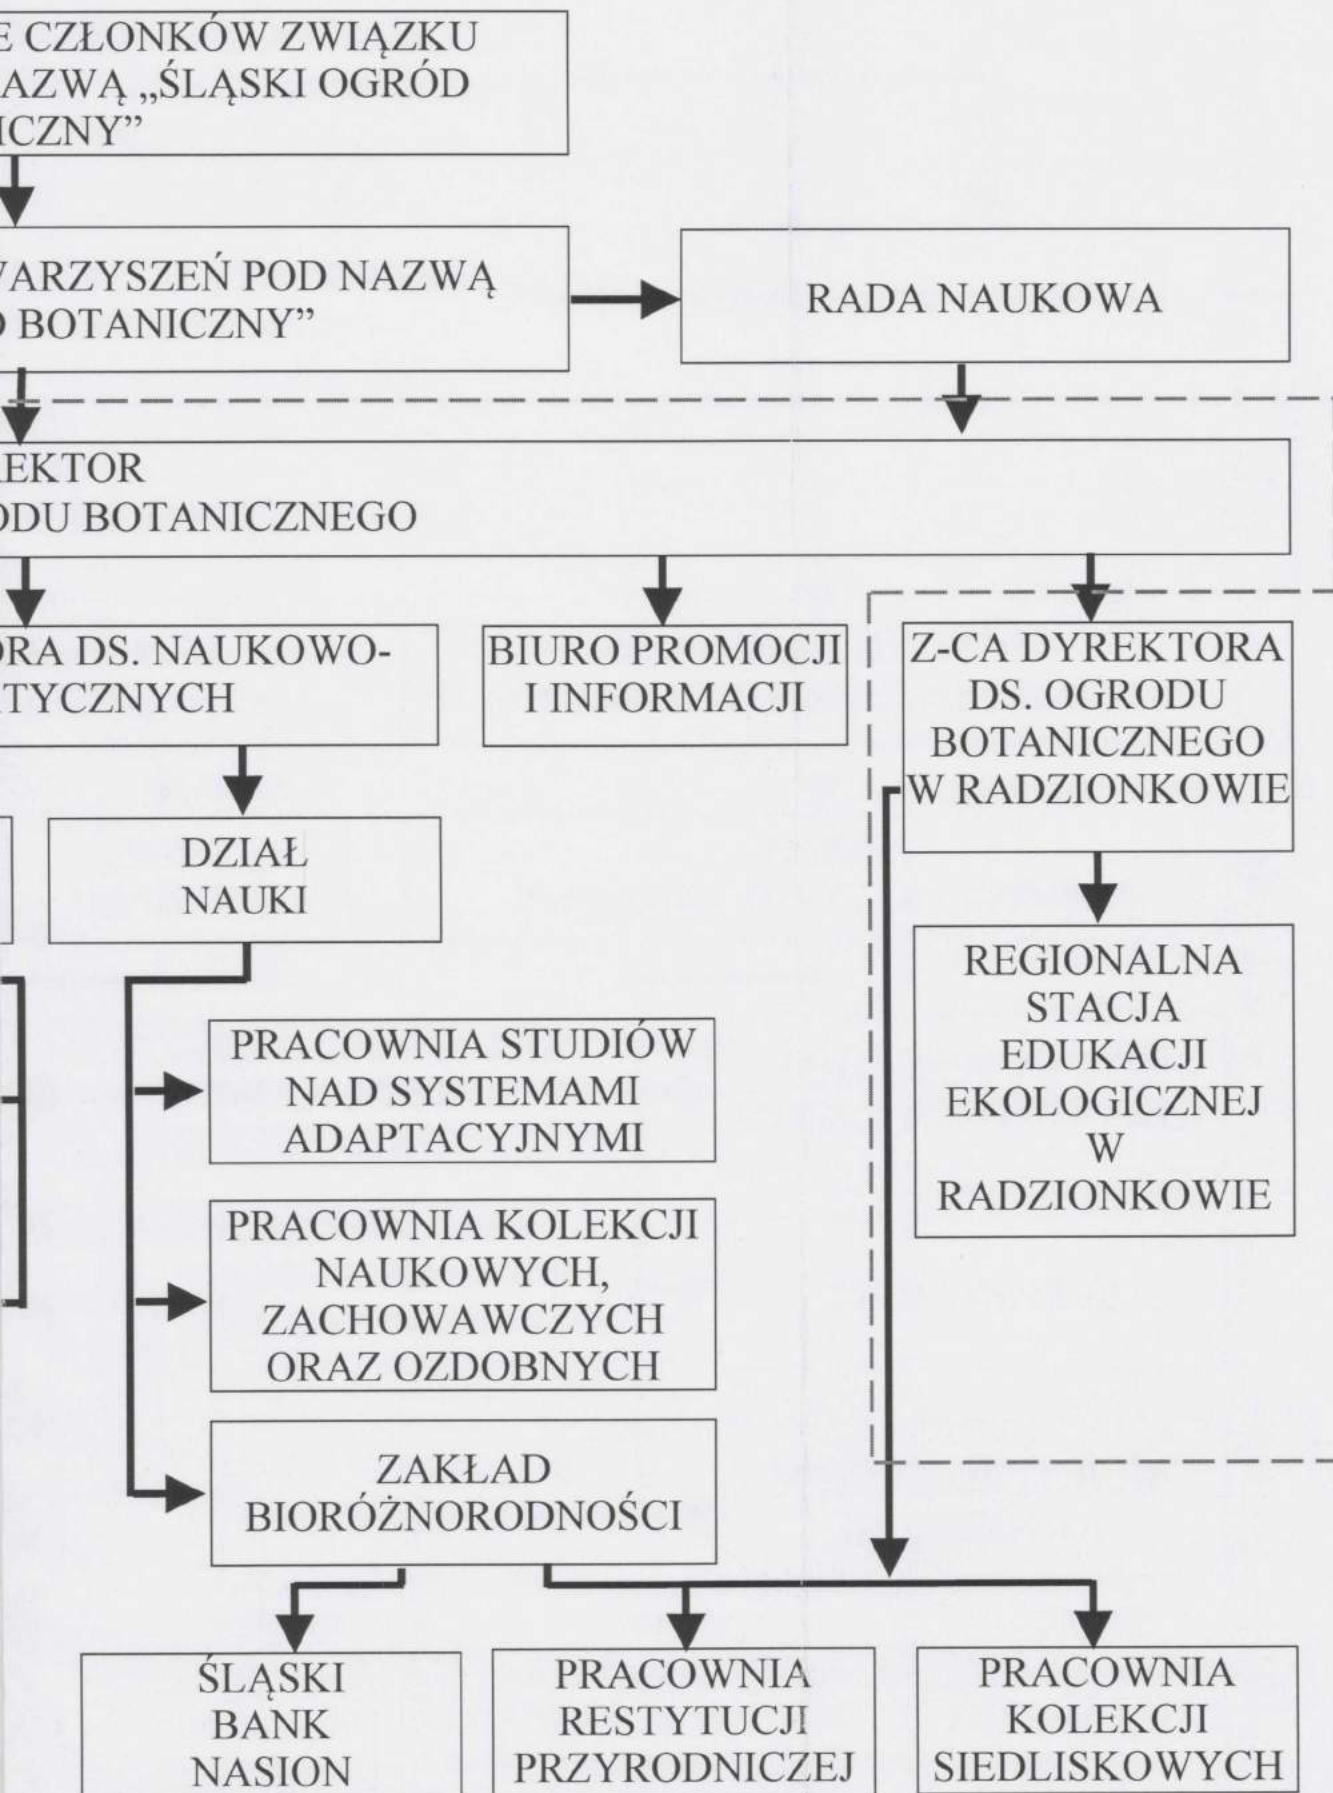 E CZŁONKÓW ZWIĄZKU
AZWĄ „ŚLĄSKI OGRÓD
ICZNY”
WARZYSZEŃ POD NAZWĄ
BOTANICZNY”
RADA NAUKOWA
EKTOR
ODU BOTANICZNEGO
ORA DS. NAUKOWO-
TYCZNYCH
BIURO PROMOCJI
I INFORMACJI
Z-CA DYREKTORA
DS. OGRODU
BOTANICZNEGO
W RADZIONKOWIE
DZIAŁ
NAUKI
REGIONALNA
STACJA
EDUKACJI
EKOLOGICZNEJ
W
RADZIONKOWIE
PRACOWNIA STUDIÓW
NAD SYSTEMAMI
ADAPTACYJNYMI
PRACOWNIA KOLEKCJI
NAUKOWYCH,
ZACHOWAWCZYCH
ORAZ OZDOBNYCH
ZAKŁAD
BIORÓŻNORODNOŚCI
ŚLĄSKI
BANK
NASION
PRACOWNIA
RESTYTUCJI
PRZYRODNICZEJ
PRACOWNIA
KOLEKCJI
SIEDLISKOWYCH